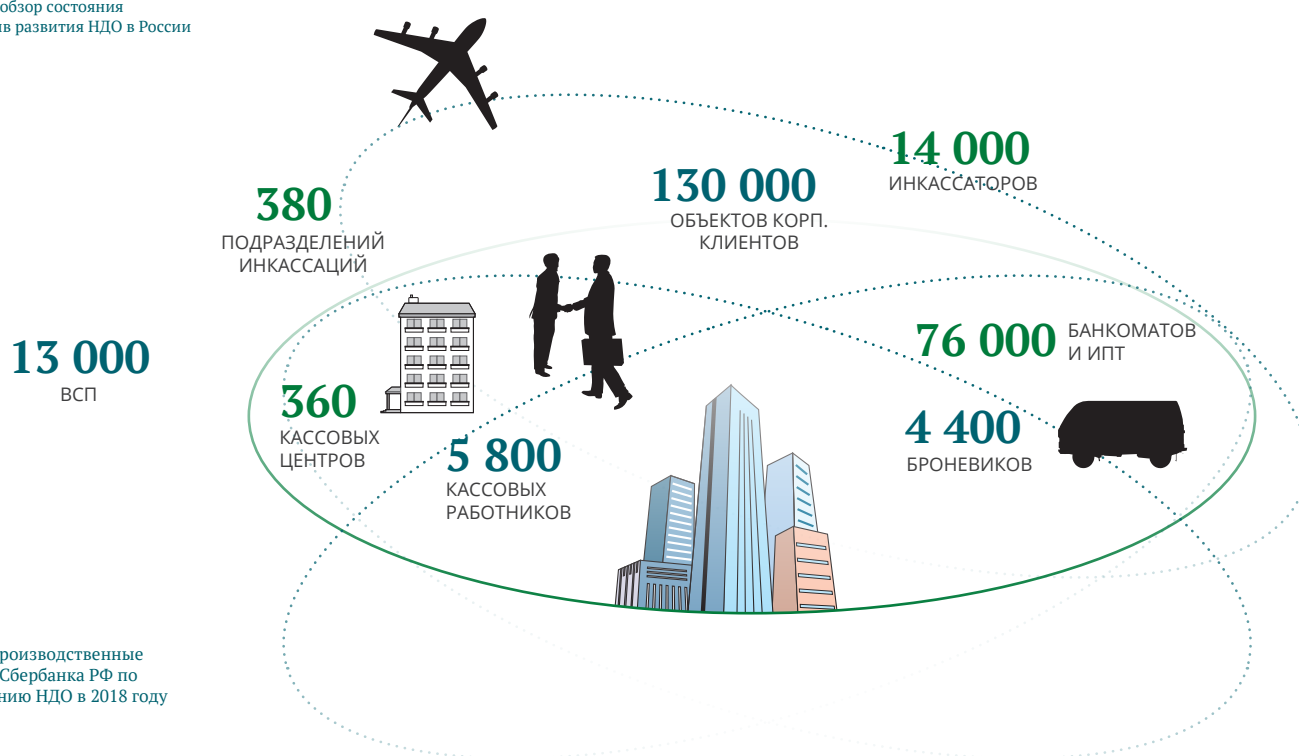 обзор состояния
развития НДО в России
14 000
ИНКАССАТОРОВ
130 000
ОБЪЕКТОВ КОРП.
КЛИЕНТОВ
380
ПОДРАЗДЕЛЕНИЙ
ИНКАССАЦИЙ
13 000
ВСП
76 000
БАНКОМАТОВ
И ИПТ
360
КАССОВЫХ
ЦЕНТРОВ
4 400
БРОНЕВИКОВ
5 800
КАССОВЫХ
РАБОТНИКОВ
роизводственные
Сбербанка РФ по
нию НДО в 2018 году